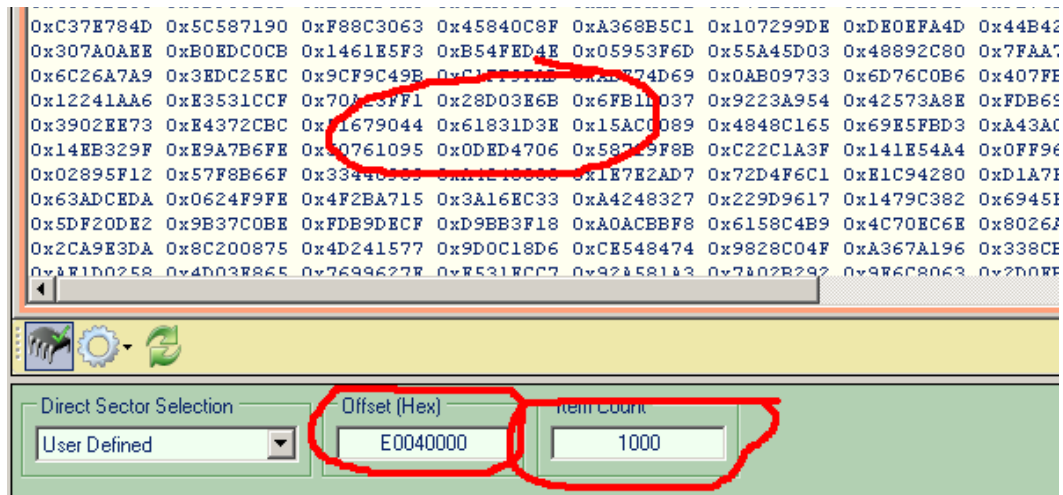 0xC37E784D 0x5C587190 0xF88C3063 0x45840C8F 0xA368B5C1 0x107299DE 0xDE0EFA4D
0x307A0AEE 0xB0EDC0CB 0x1461E5F3 0xB54FED4E 0x05953F6D 0x55A45D03 0x48892C80
0x6C26A7A9 0x3EDC25EC 0x9CF9C49B 0x0AB09733 0x6D76C0B6
0x12241AA6 0xE3531CCF 0x28D03E6B 0x9223A954 0x42573A8E
0x3902EE73 0xE4372CBC 0x61831D3E 0x4848C165 0x69E5FBD3
0x14EB329F 0xE9A7B6FE 0x0DED4706 0xC22C1A3F 0x141E54A4
0x02895F12 0x57F8B66F 0x1E7E2AD7 0x72D4F6C1 0xE1C94280
0x63ADCEDA 0x0624F9FE 0x4F2BA715 0x3A16EC33 0xA4248327 0x229D9617 0x1479C382
0x5DF20DE2 0x9B37C0BE 0xFDB9DECF 0xD9BB3F18 0xA0ACBBF8 0x6158C4B9 0x4C70EC6E
0x2CA9E3DA 0x8C200875 0x4D241577 0x9D0C18D6 0xCE548474 0x9828C04F 0xA367A196
Direct Sector Selection Offset (Hex) Item Count
User Defined E0040000 1000